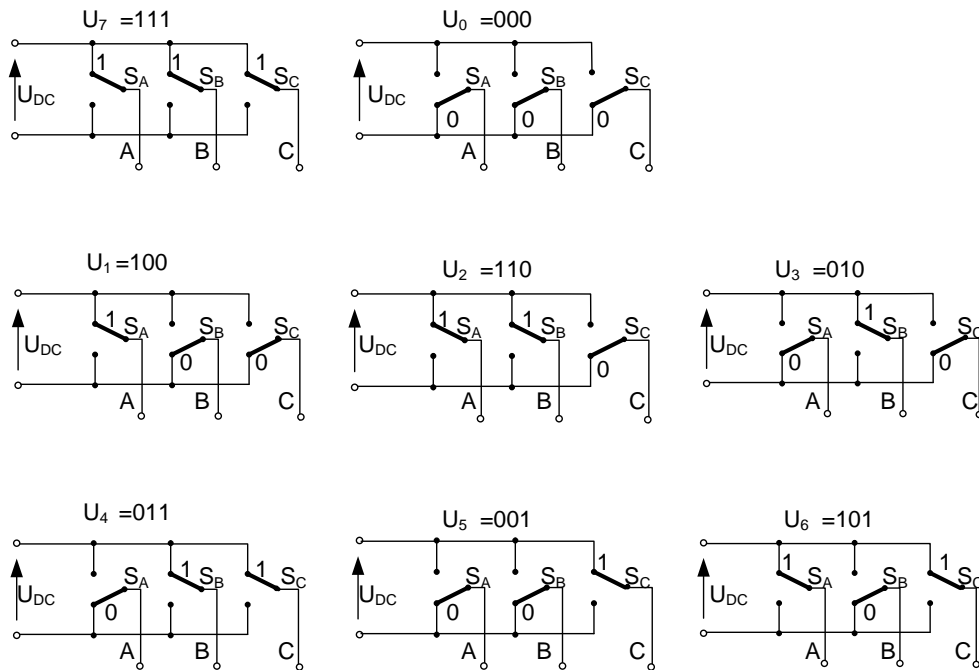 U7 =111
U0 =000
1 SA 1 SB 1 SC
UDC
A B C
SA SB SC
UDC
0 0 0
A B C
U1 =100
U2 =110
U3 =010
1 SA SB SC
UDC
0 0
A B C
1 SA 1 SB SC
UDC
0
A B C
SA 1 SB SC
UDC
0 0
A B C
U4 =011
U5 =001
U6 =101
SA 1 SB 1 SC
UDC
0
A B C
SA SB 1 SC
UDC
0 0
A B C
1 SA SB 1 SC
UDC
0
A B C